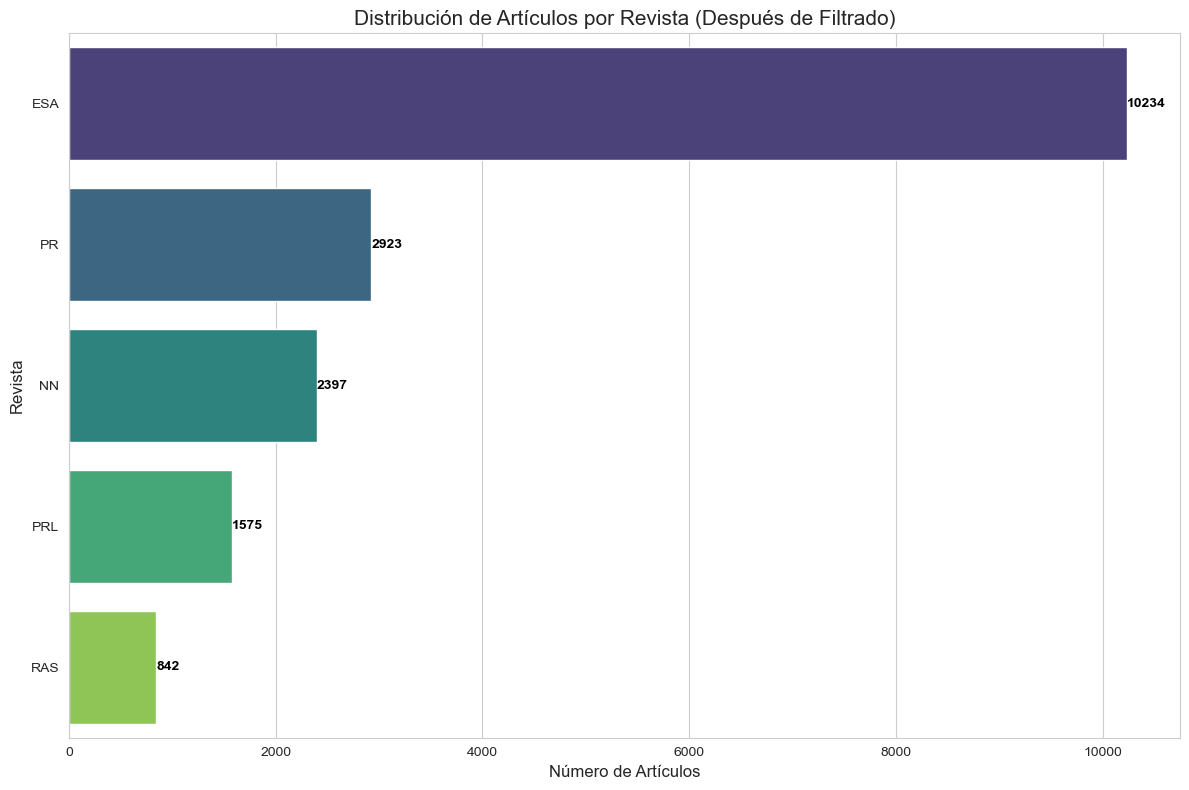 Distribución de Artículos por Revista (Después de Filtrado)
ESA
10234
PR
2923
NN
2397
PRL
1575
RAS
842
Revista
0 2000 4000 6000 8000 10000
Número de Artículos